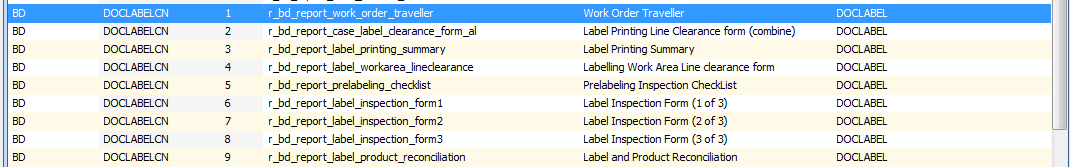 BD DOCLABELCN 1 r_bd_report_work_order_traveller Work Order Traveller DOCLABEL
BD DOCLABELCN 2 r_bd_report_case_label_clearance_form_al Label Printing Line Clearance form (combine) DOCLABEL
BD DOCLABELCN 3 r_bd_report_label_printing_summary Label Printing Summary DOCLABEL
BD DOCLABELCN 4 r_bd_report_label_workarea_lineclearance Labelling Work Area Line clearance form DOCLABEL
BD DOCLABELCN 5 r_bd_report_prelabeling_checklist Prelabeling Inspection CheckList DOCLABEL
BD DOCLABELCN 6 r_bd_report_label_inspection_form1 Label Inspection Form (1 of 3) DOCLABEL
BD DOCLABELCN 7 r_bd_report_label_inspection_form2 Label Inspection Form (2 of 3) DOCLABEL
BD DOCLABELCN 8 r_bd_report_label_inspection_form3 Label Inspection Form (3 of 3) DOCLABEL
BD DOCLABELCN 9 r_bd_report_label_product_reconciliation Label and Product Reconciliation DOCLABEL